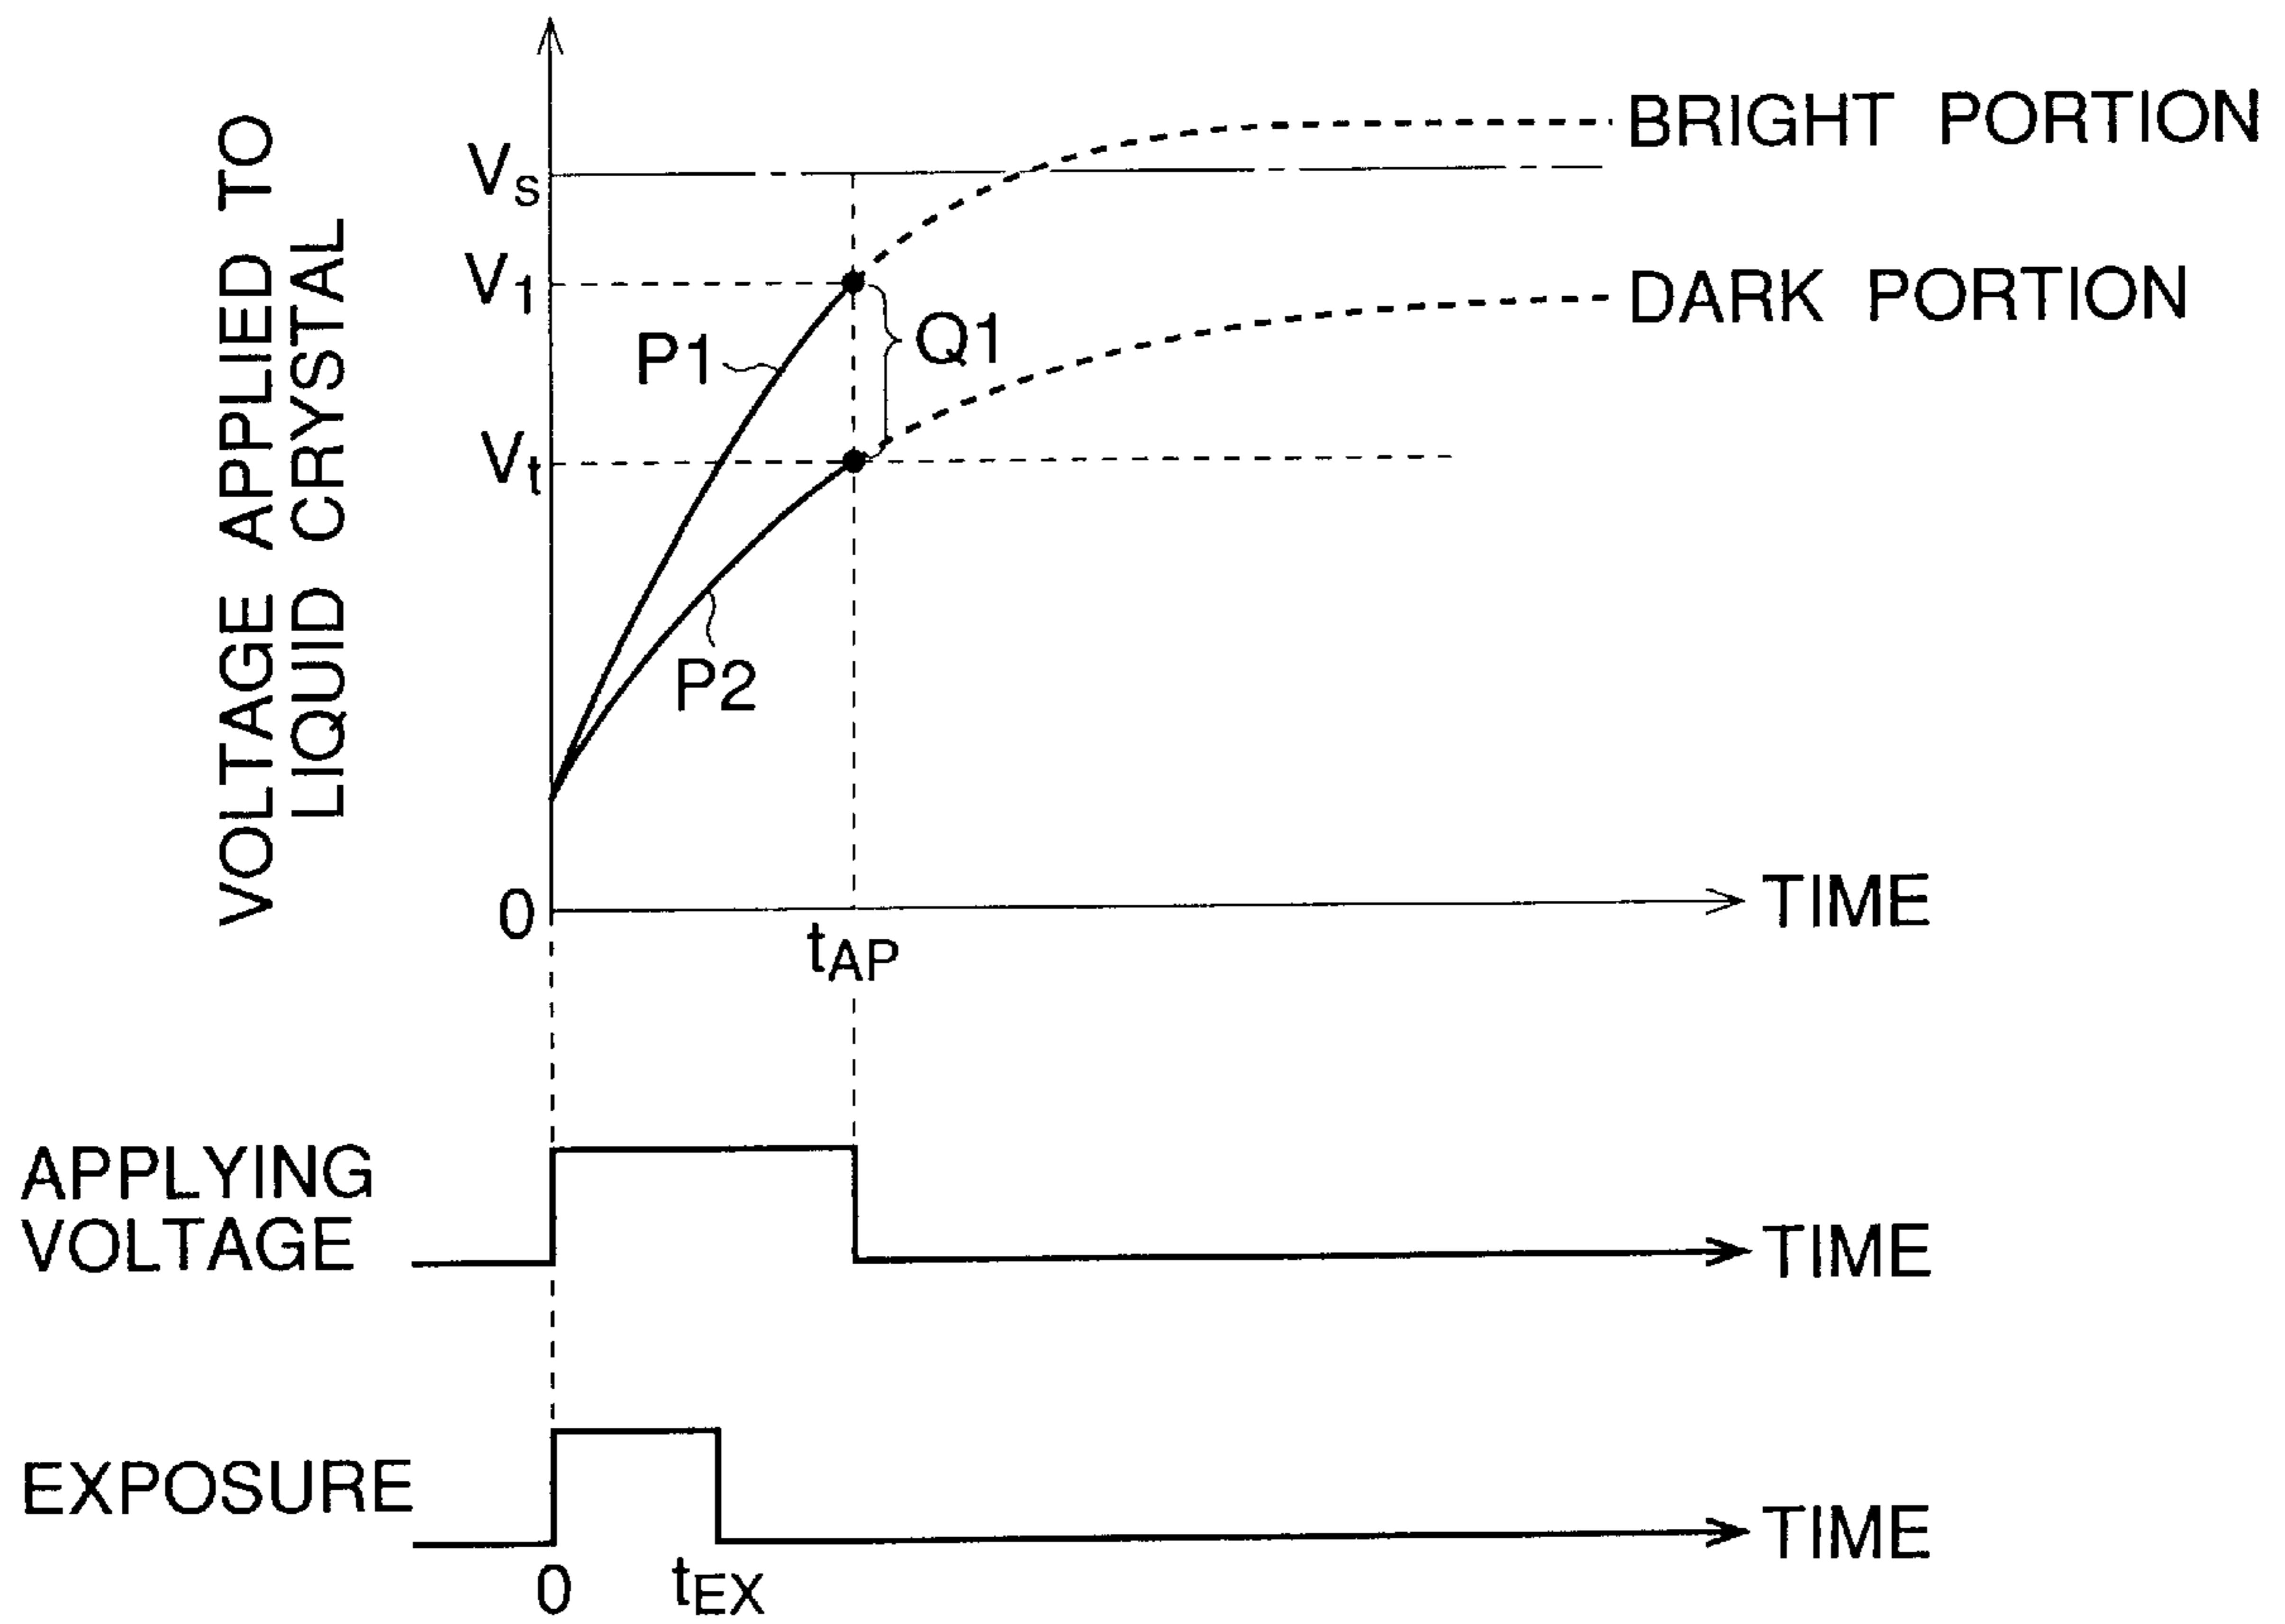 VOLTAGE APPLIED TO
LIQUID CRYSTAL
BRIGHT PORTION
Vs
V1
DARK PORTION
P1
Q1
Vt
P2
0
TIME
tAP
APPLYING
VOLTAGE
TIME
EXPOSURE
TIME
0
tEX